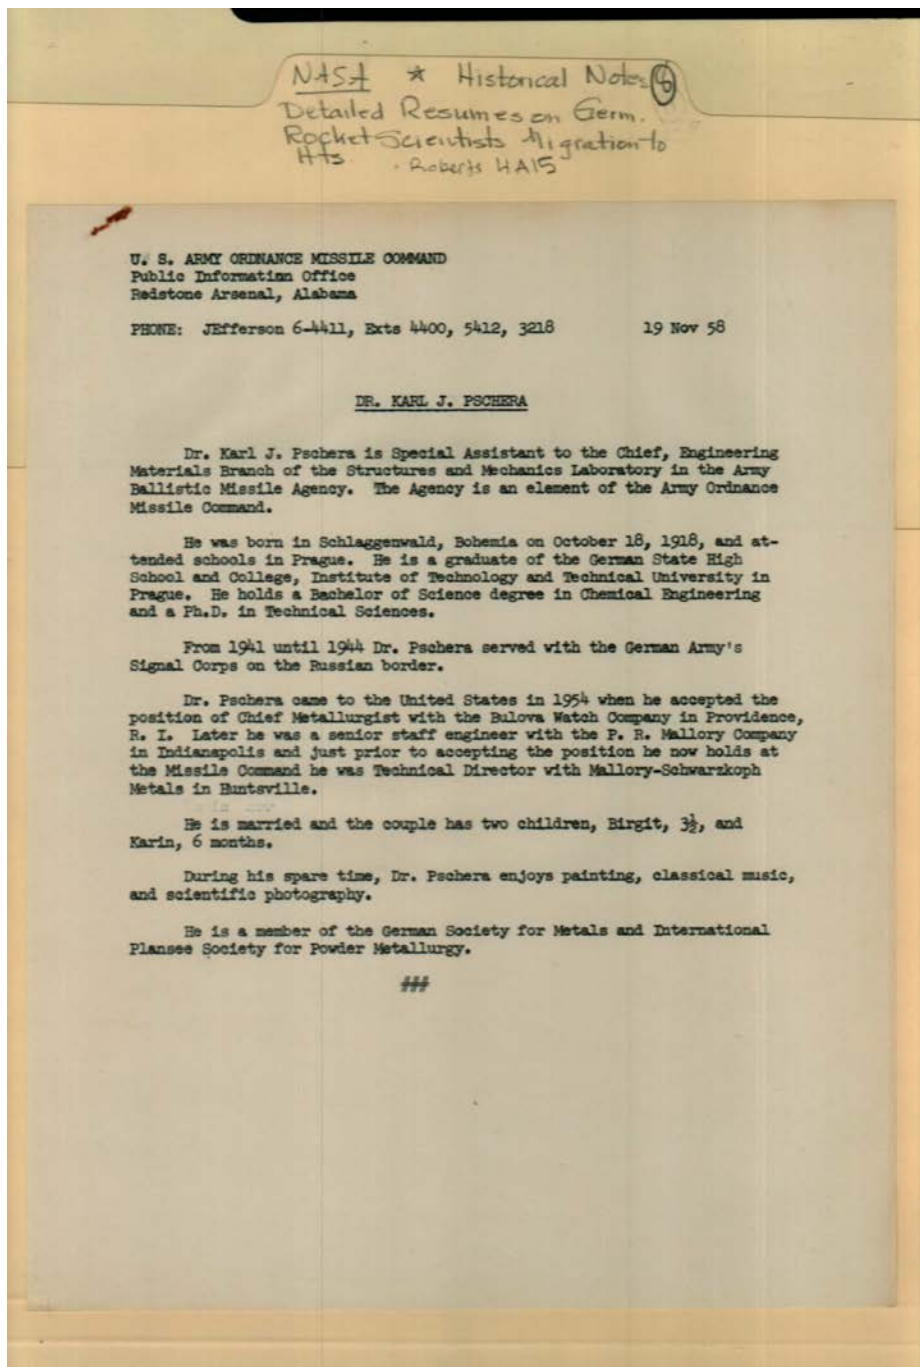 NASA * Historical Notes 8
Detailed Resumes on Germ.
Rocket Scientists Migration to
Hts.
- Roberts HA15
U. S. ARMY ORDNANCE MISSILE COMMAND
Public Information Office
Redstone Arsenal, Alabama
PHONE: JEfferson 6-4411, Exts 4400, 5412, 3218 19 Nov 58
DR. KARL J. PSCHERA
Dr. Karl J. Pschera is Special Assistant to the Chief, Engineering
Materials Branch of the Structures and Mechanics Laboratory in the Army
Ballistic Missile Agency. The Agency is an element of the Army Ordnance
Missile Command.
He was born in Schlaggenwald, Bohemia on October 18, 1918, and at-
tended schools in Prague. He is a graduate of the German State High
School and College, Institute of Technology and Technical University in
Prague. He holds a Bachelor of Science degree in Chemical Engineering
and a Ph.D. in Technical Sciences.
From 1941 until 1944 Dr. Pschera served with the German Army's
Signal Corps on the Russian border.
Dr. Pschera came to the United States in 1954 when he accepted the
position of Chief Metallurgist with the Bulova Watch Company in Providence,
R. I. Later he was a senior staff engineer with the P. R. Mallory Company
in Indianapolis and just prior to accepting the position he now holds at
the Missile Command he was Technical Director with Mallory-Schwarzkoph
Metals in Huntsville.
He is married and the couple has two children, Birgit, 3½, and
Karin, 6 months.
During his spare time, Dr. Pschera enjoys painting, classical music,
and scientific photography.
He is a member of the German Society for Metals and International
Plansee Society for Powder Metallurgy.
###